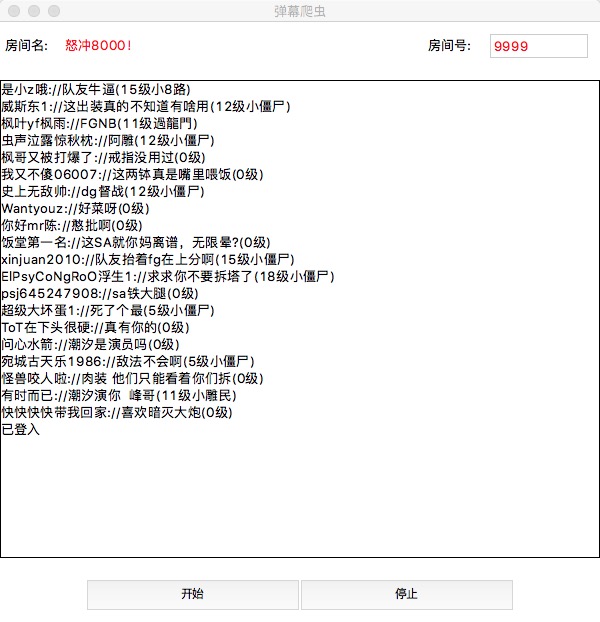 弹幕爬虫
房间名: 怒冲8000! 房间号: 9999
是小z哦://队友牛逼(15级小8路)
威斯东1://这出装真的不知道有啥用(12级小僵尸)
枫叶yf枫雨://FGNB(11级過龍門)
虫声泣露惊秋枕://阿雕(12级小僵尸)
枫哥又被打爆了://戒指没用过(0级)
我又不傻06007://这两钵真是嘴里喂饭(0级)
史上无敌帅://dg督战(12级小僵尸)
Wantyouz://好菜呀(0级)
你好mr陈://憨批啊(0级)
饭堂第一名://这SA就你妈离谱，无限晕?(0级)
xinjuan2010://队友抬着fg在上分啊(15级小僵尸)
ElPsyCoNgRoO浮生1://求求你不要拆塔了(18级小僵尸)
psj645247908://sa铁大腿(0级)
超级大坏蛋1://死了个最(5级小僵尸)
ToT在下头很硬://真有你的(0级)
问心水箭://潮汐是演员吗(0级)
宛城古天乐1986://敌法不会啊(5级小僵尸)
怪兽咬人啦://肉装 他们只能看着你们拆(0级)
有时而已://潮汐演你  峰哥(11级小雕民)
快快快快带我回家://喜欢暗灭大炮(0级)
已登入
开始 停止